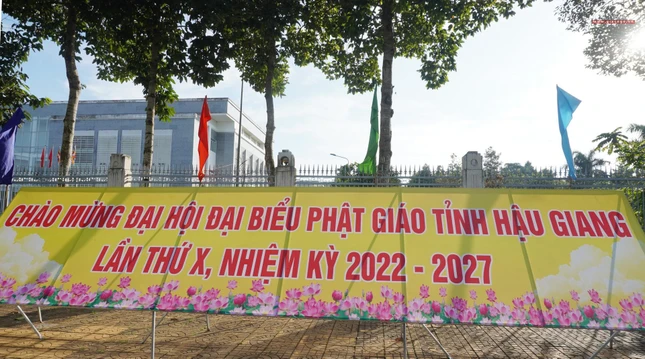 CHÀO MỪNG ĐẠI HỘI ĐẠI BIỂU PHẬT GIÁO TỈNH HẬU GIANG
LẦN THỨ X, NHIỆM KỲ 2022 - 2027